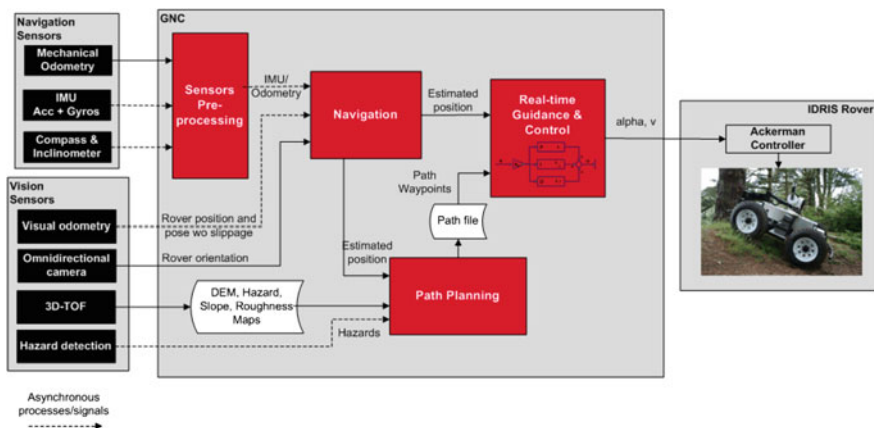 Navigation
Sensors
Mechanical
Odometry
IMU
Acc + Gyros
Compass &
Inclinometer
Vision
Sensors
Visual odometry
Omnidirectional
camera
3D-TOF
Hazard detection
Asynchronous
processes/signals
GNC
Sensors
Pre-
processing
IMU/
Odometry
Navigation
Estimated
position
Real-time
Guidance &
Control
alpha, v
Rover position and
pose wo slippage
Rover orientation
Estimated
position
Path
Waypoints
Path file
DEM, Hazard,
Slope, Roughness
Maps
Hazards
Path Planning
IDRIS Rover
Ackerman
Controller